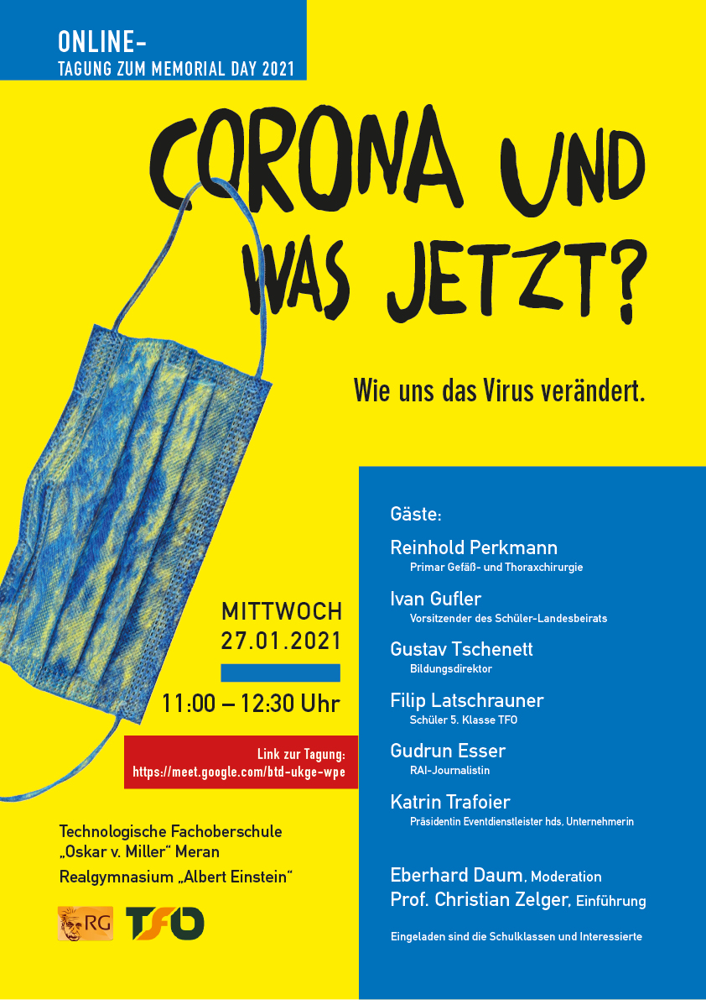 ONLINE-
TAGUNG ZUM MEMORIAL DAY 2021
CORONA UND
WAS JETZT?
Wie uns das Virus verändert.
MITTWOCH
27.01.2021
11:00 – 12:30 Uhr
Link zur Tagung:
https://meet.google.com/btd-ukge-wpe
Technologische Fachoberschule
„Oskar v. Miller“ Meran
Realgymnasium „Albert Einstein“
RG
TFO
Gäste:
Reinhold Perkmann
Primar Gefäß- und Thoraxchirurgie
Ivan Gufler
Vorsitzender des Schüler-Landesbeirats
Gustav Tschenett
Bildungsdirektor
Filip Latschrauner
Schüler 5. Klasse TFO
Gudrun Esser
RAI-Journalistin
Katrin Trafoier
Präsidentin Eventdienstleister hds, Unternehmerin
Eberhard Daum, Moderation
Prof. Christian Zelger, Einführung
Eingeladen sind die Schulklassen und Interessierte